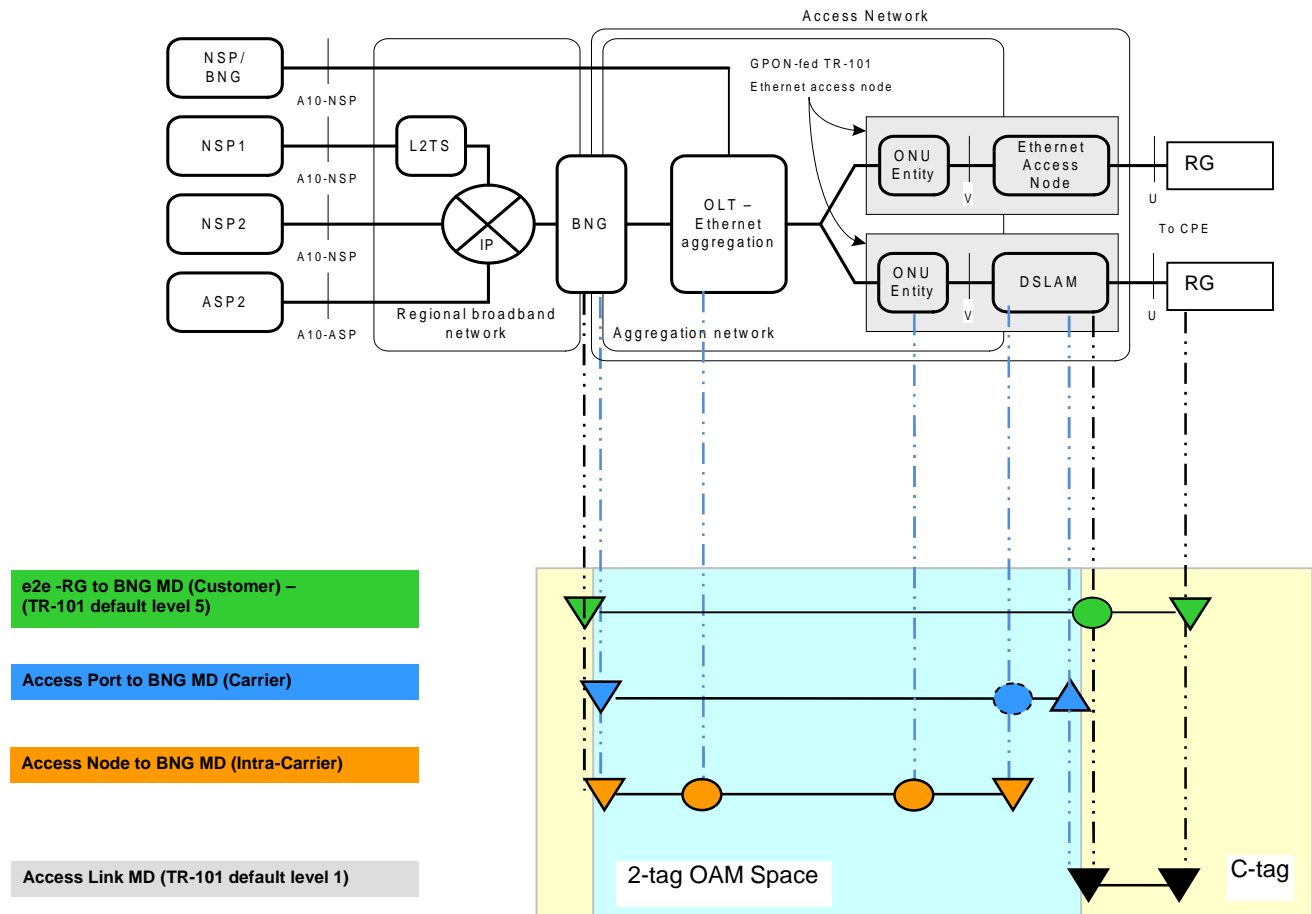 Access Network
NSP/
BNG
A10-NSP
GPON-fed TR-101
Ethernet access node
NSP1
A10-NSP
L2TS
ONU
Entity
V
Ethernet
Access
Node
U
RG
NSP2
A10-NSP
IP
BNG
OLT –
Ethernet
aggregation
To CPE
ASP2
A10-ASP
Regional broadband
network
Aggregation network
ONU
Entity
V
DSLAM
U
RG
e2e -RG to BNG MD (Customer) –
(TR-101 default level 5)
Access Port to BNG MD (Carrier)
Access Node to BNG MD (Intra-Carrier)
Access Link MD (TR-101 default level 1)
2-tag OAM Space
C-tag